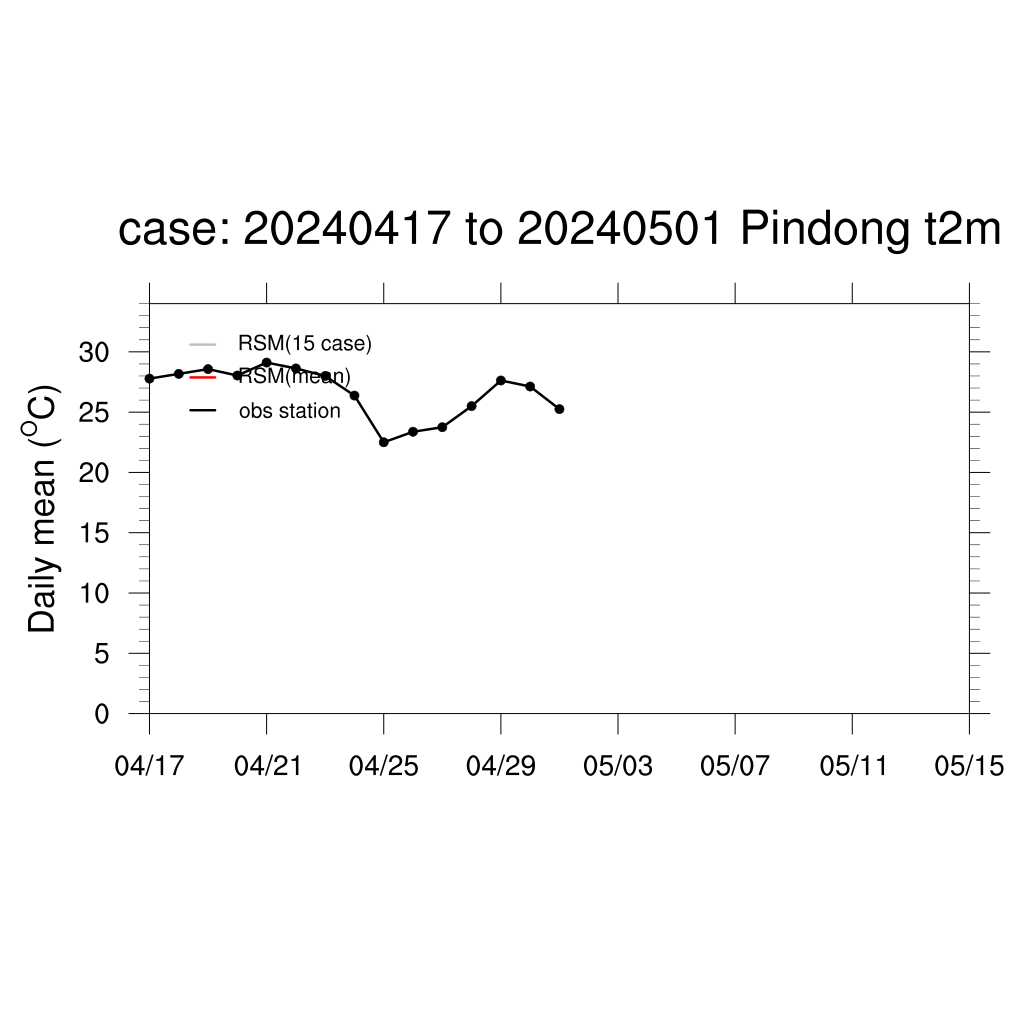 case: 20240417 to 20240501 Pindong t2m
Daily mean (°C)
30
25
20
15
10
5
0
RSM(15 case)
RSM(mean)
obs station
04/17 04/21 04/25 04/29 05/03 05/07 05/11 05/15